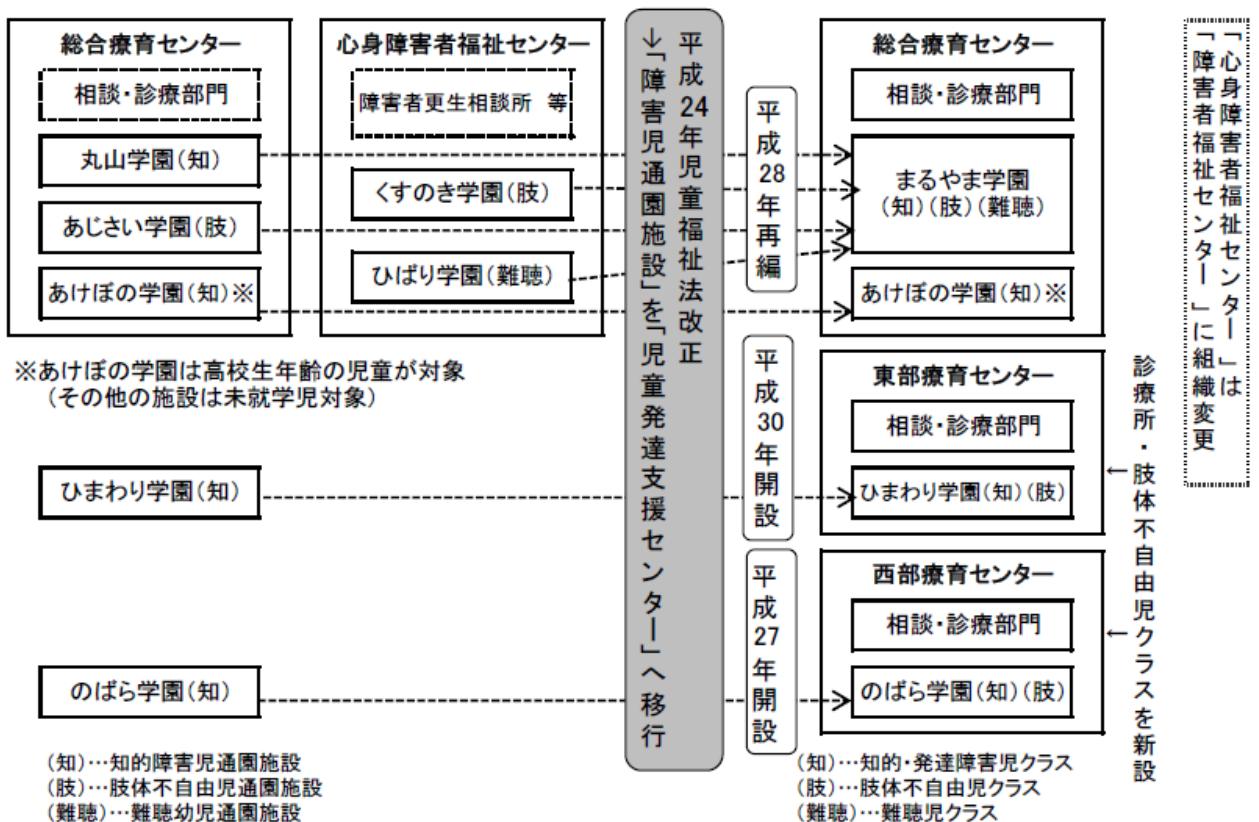 総合療育センター
相談・診療部門
丸山学園(知)
あじさい学園(肢)
あけぼの学園(知)※
心身障害者福祉センター
障害者更生相談所 等
くすのき学園(肢)
ひばり学園(難聴)
※あけぼの学園は高校生年齢の児童が対象
(その他の施設は未就学児対象)
ひまわり学園(知)
のばら学園(知)
(知)…知的障害児通園施設
(肢)…肢体不自由児通園施設
(難聴)…難聴幼児通園施設
平成24年児童福祉法改正
→「障害児通園施設」を「児童発達支援センター」へ移行
平成28年再編
平成30年開設
平成27年開設
総合療育センター
相談・診療部門
まるやま学園
(知)(肢)(難聴)
あけぼの学園(知)※
東部療育センター
相談・診療部門
ひまわり学園(知)(肢)
西部療育センター
相談・診療部門
のばら学園(知)(肢)
(知)…知的・発達障害児クラス
(肢)…肢体不自由児クラス
(難聴)…難聴児クラス
診療所・肢体不自由児クラスを新設
「心身障害者福祉センター」は
「障害者福祉センター」に組織変更